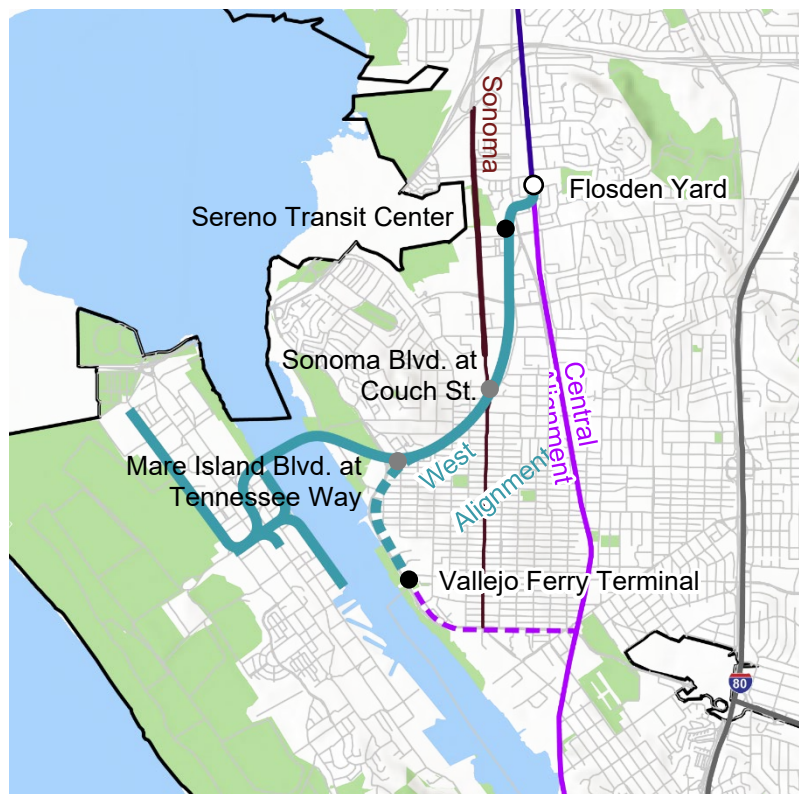 Sonoma
Flosden Yard
Sereno Transit Center
Sonoma Blvd. at
Couch St.
Central
Alignment
Mare Island Blvd. at
Tennessee Way
West
Alignment
Vallejo Ferry Terminal
80